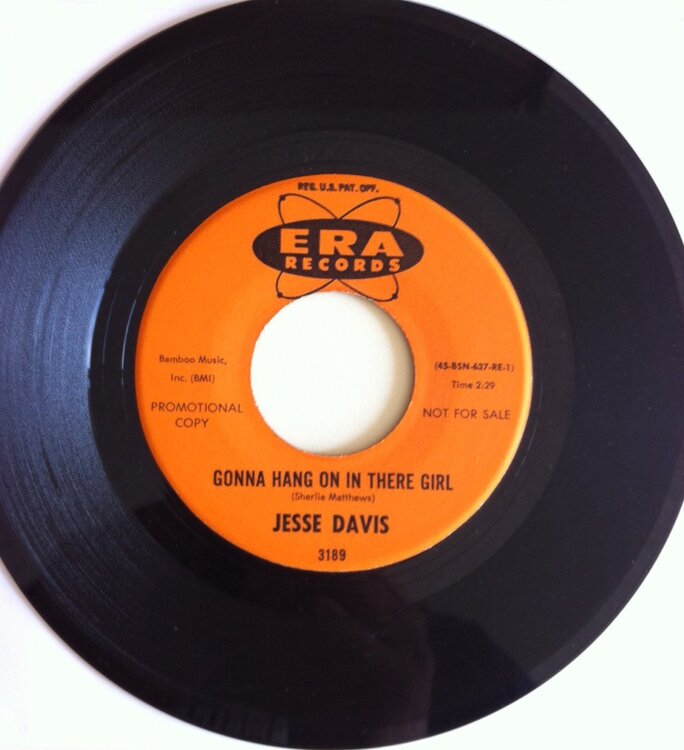 REG. U.S. PAT. OFF.
ERA
RECORDS
Bamboo Music,
Inc. (BMI)
PROMOTIONAL
COPY
(45-BSN-637-RE-1)
Time 2:29
NOT FOR SALE
GONNA HANG ON IN THERE GIRL
(Sherlie Matthews)
JESSE DAVIS
3189